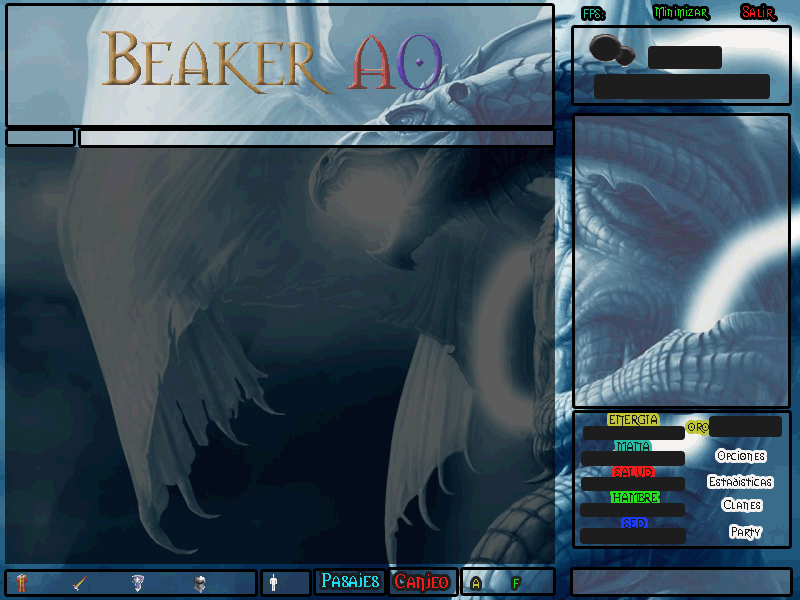 FPS: Minimizar Salir
Beaker AO
ENERGIA
ORO
MANA
Opciones
SALUD
Estadisticas
HAMBRE
Clanes
SED
Party
Pasajes Canjeo A F